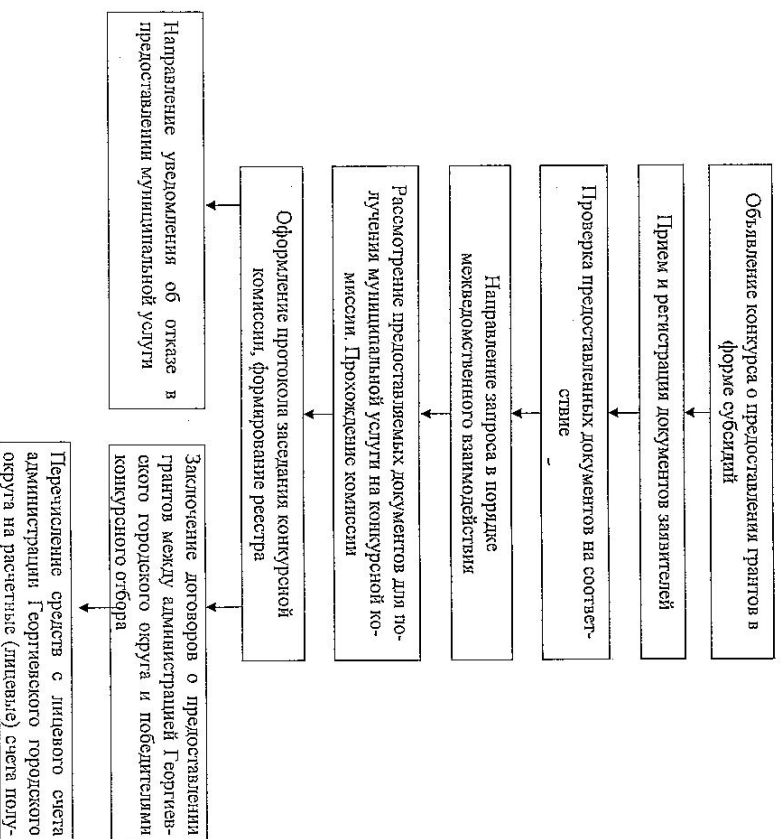 Объявление конкурса о предоставления грантов в
форме субсидий
Прием и регистрация документов заявителей
Проверка предоставленных документов на соответ-
ствие
Направление запроса в порядке
межведомственного взаимодействия
Рассмотрение предоставляемых документов для по-
лучения муниципальной услуги на конкурсной ко-
миссии. Прохождение комиссии
Оформление протокола заседания конкурсной
комиссии, формирование реестра
Направление уведомления об отказе в
предоставлении муниципальной услуги
Заключение договоров о предоставлении
грантов между администрацией Георгиев-
ского городского округа и победителями
конкурсного отбора
Перечисление средств с лицевого счета
администрации Георгиевского городского
округа на расчетные (лицевые) счета полу-